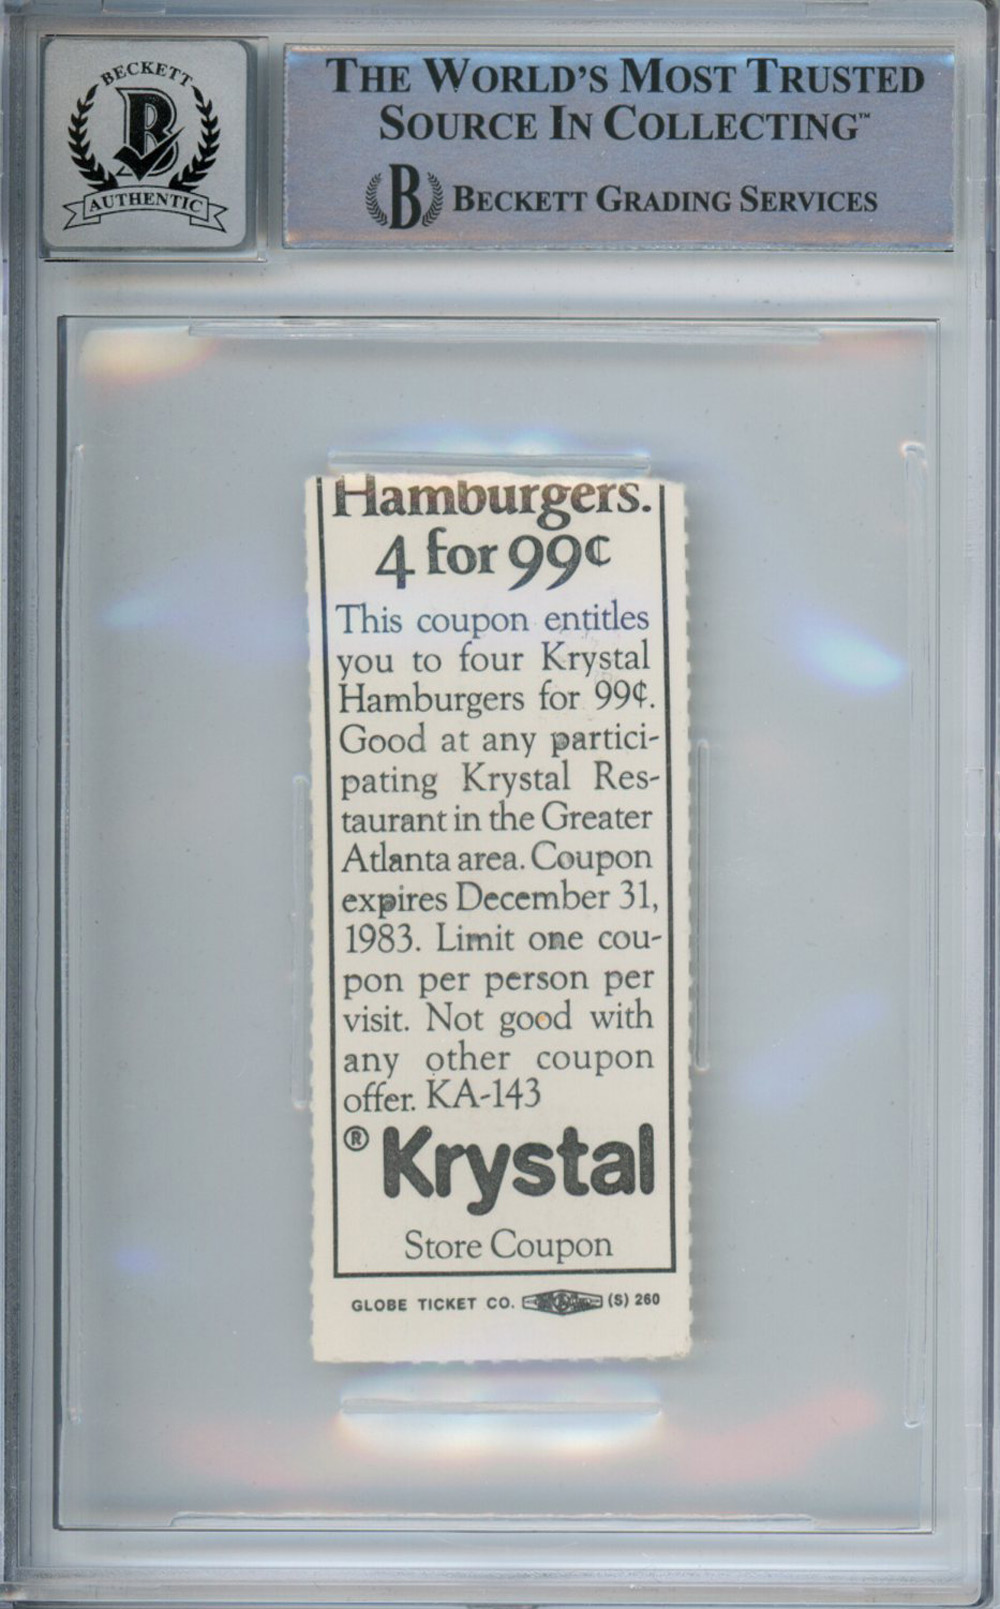 BECKETT
B
AUTHENTIC
THE WORLD'S MOST TRUSTED
SOURCE IN COLLECTING™
B BECKETT GRADING SERVICES
Hamburgers.
4 for 99¢
This coupon entitles
you to four Krystal
Hamburgers for 99¢.
Good at any partici-
pating Krystal Res-
taurant in the Greater
Atlanta area. Coupon
expires December 31,
1983. Limit one cou-
pon per person per
visit. Not good with
any other coupon
offer. KA-143
® Krystal
Store Coupon
GLOBE TICKET CO. (S) 260